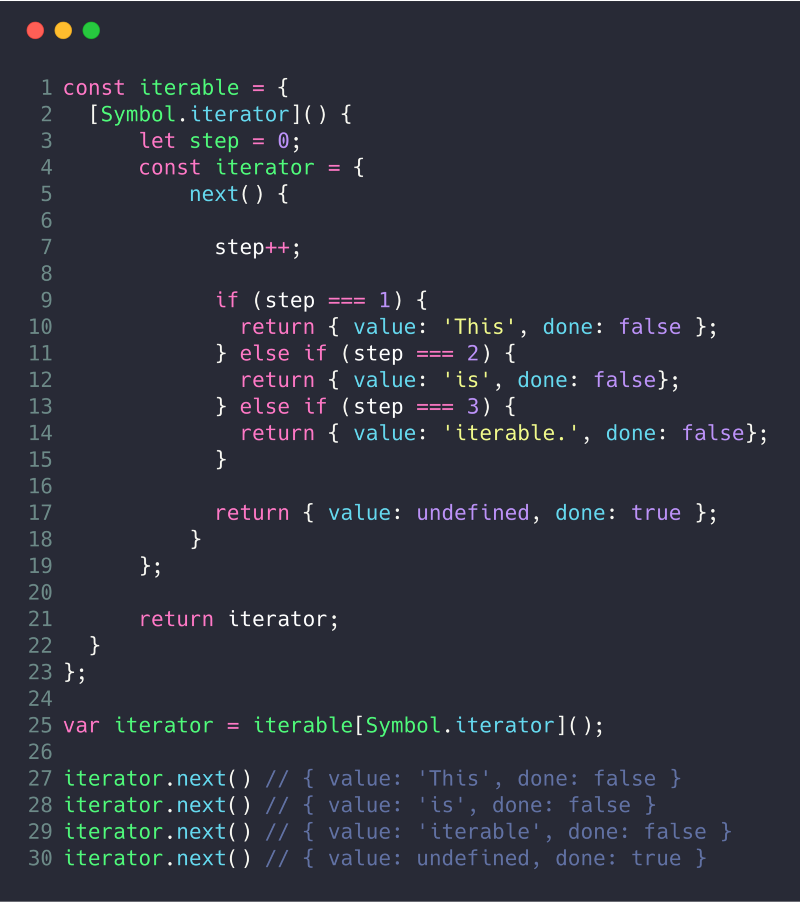 1 const iterable = {
2   [Symbol.iterator]() {
3       let step = 0;
4       const iterator = {
5           next() {
6
7             step++;
8
9             if (step === 1) {
10               return { value: 'This', done: false };
11             } else if (step === 2) {
12               return { value: 'is', done: false};
13             } else if (step === 3) {
14               return { value: 'iterable.', done: false};
15             }
16
17             return { value: undefined, done: true };
18           }
19       };
20
21       return iterator;
22   }
23 };
24
25 var iterator = iterable[Symbol.iterator]();
26
27 iterator.next() // { value: 'This', done: false }
28 iterator.next() // { value: 'is', done: false }
29 iterator.next() // { value: 'iterable', done: false }
30 iterator.next() // { value: undefined, done: true }